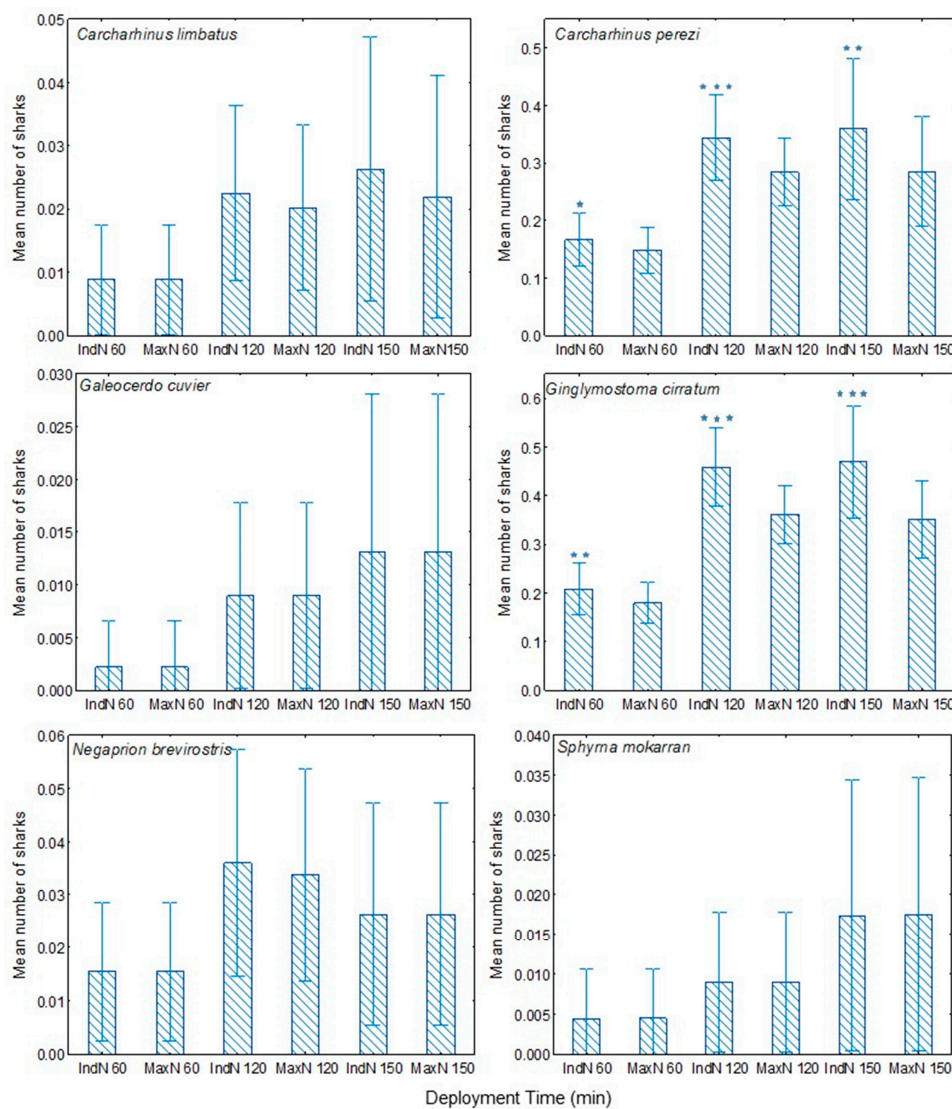 Carcharhinus limbatus
Mean number of sharks
0.05
0.04
0.03
0.02
0.01
0.00
IndN 60 MaxN 60 IndN 120 MaxN 120 IndN 150 MaxN150
Carcharhinus perezi
Mean number of sharks
0.5
0.4
0.3
0.2
0.1
0.0
*
***
**
IndN 60 MaxN 60 IndN 120 MaxN 120 IndN 150 MaxN 150
Galeocerdo cuvier
Mean number of sharks
0.030
0.025
0.020
0.015
0.010
0.005
0.000
IndN 60 MaxN 60 IndN 120 MaxN 120 IndN 150 MaxN 150
Ginglymostoma cirratum
Mean number of sharks
0.6
0.5
0.4
0.3
0.2
0.1
0.0
**
***
***
IndN 60 MaxN 60 IndN 120 MaxN 120 IndN 150 MaxN 150
Negaprion brevirostris
Mean number of sharks
0.06
0.05
0.04
0.03
0.02
0.01
0.00
IndN 60 MaxN 60 IndN 120 MaxN 120 IndN 150 MaxN 150
Sphyrna mokarran
Mean number of sharks
0.040
0.035
0.030
0.025
0.020
0.015
0.010
0.005
0.000
IndN 60 MaxN 60 IndN 120 MaxN 120 IndN 150 MaxN 150
Deployment Time (min)